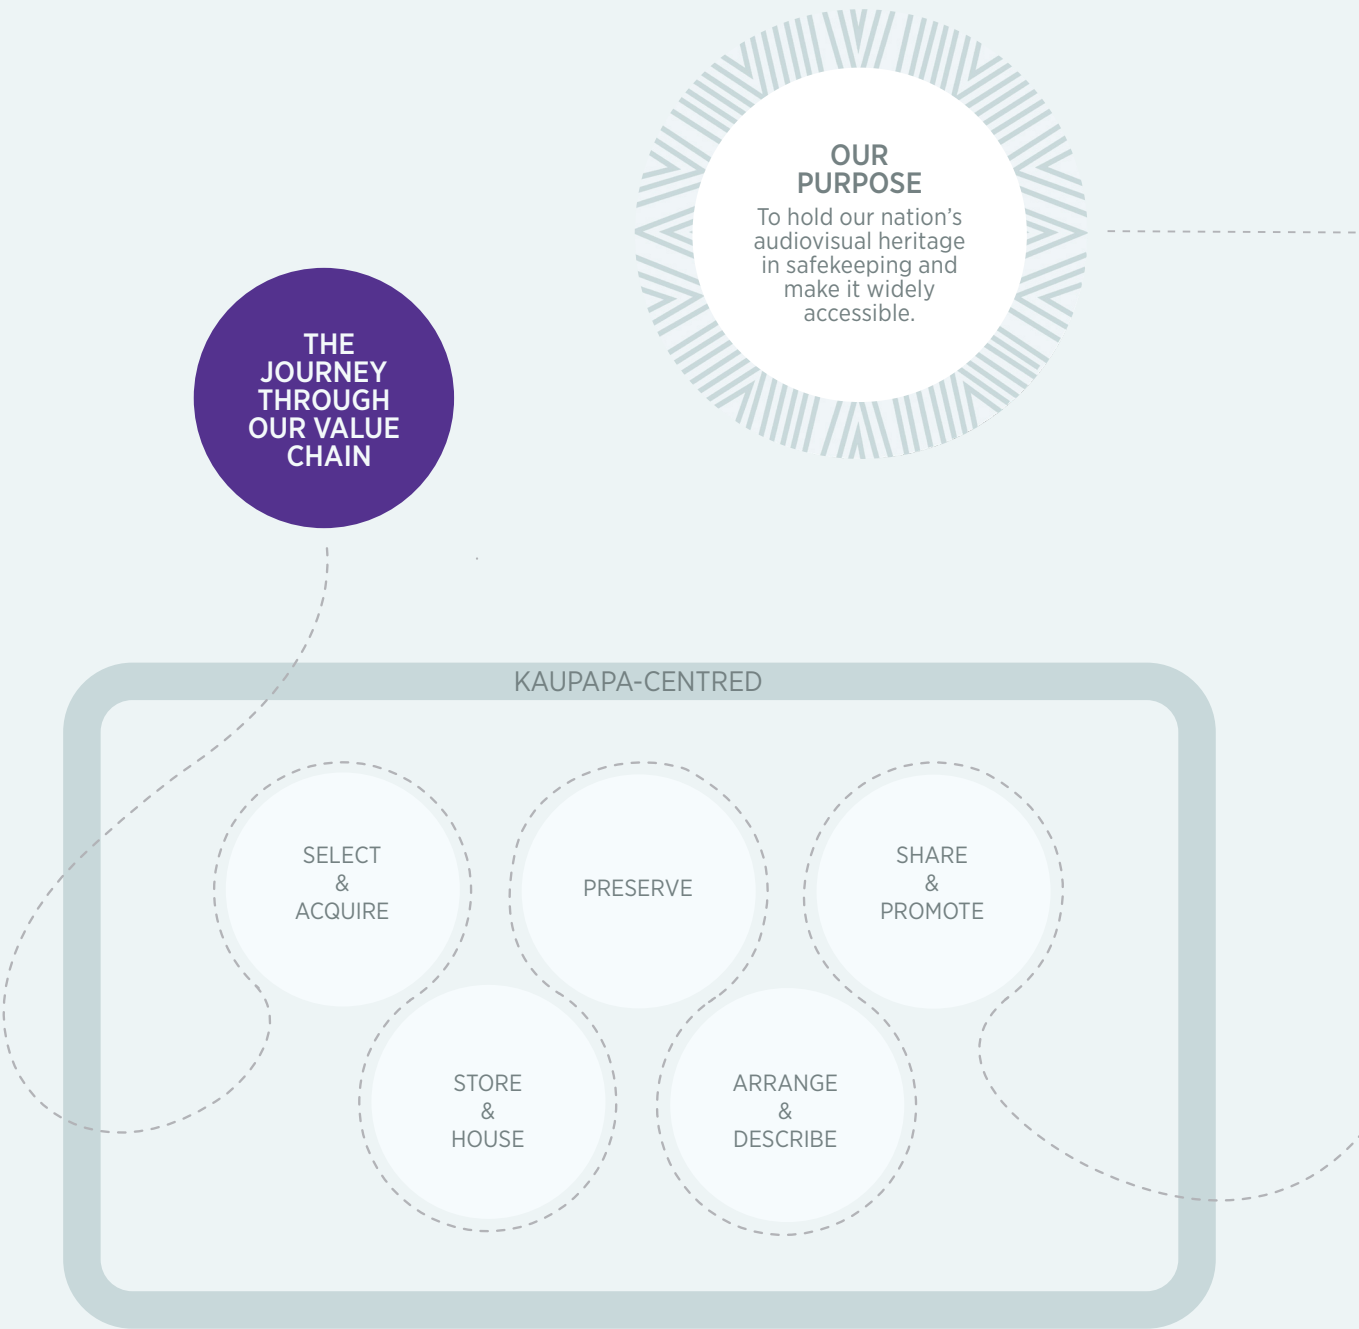 OUR
PURPOSE
To hold our nation’s
audiovisual heritage
in safekeeping and
make it widely
accessible.
THE
JOURNEY
THROUGH
OUR VALUE
CHAIN
KAUPAPA-CENTRED
SELECT
&
ACQUIRE
STORE
&
HOUSE
PRESERVE
ARRANGE
&
DESCRIBE
SHARE
&
PROMOTE